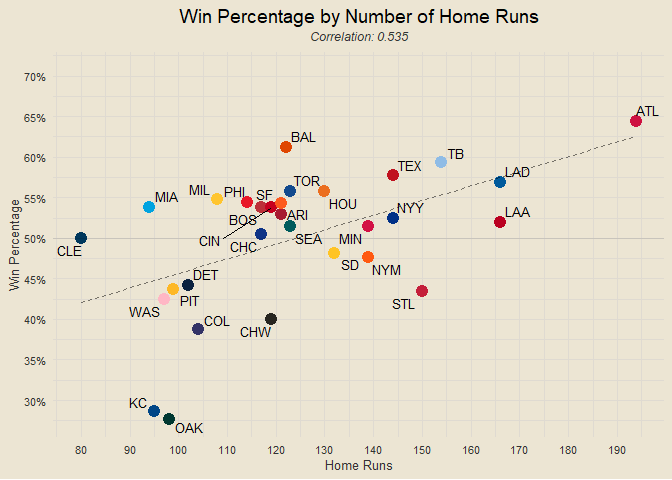 Win Percentage by Number of Home Runs
Correlation: 0.535
Win Percentage
70%
65%
60%
55%
50%
45%
40%
35%
30%
ATL
BAL
TB
TEX
LAD
TOR
MIL
PHI
SF
MIA
HOU
NYY
LAA
BOS
ARI
CIN
CHC
SEA
MIN
CLE
SD
NYM
DET
PIT
STL
WAS
COL
CHW
KC
OAK
80 90 100 110 120 130 140 150 160 170 180 190
Home Runs